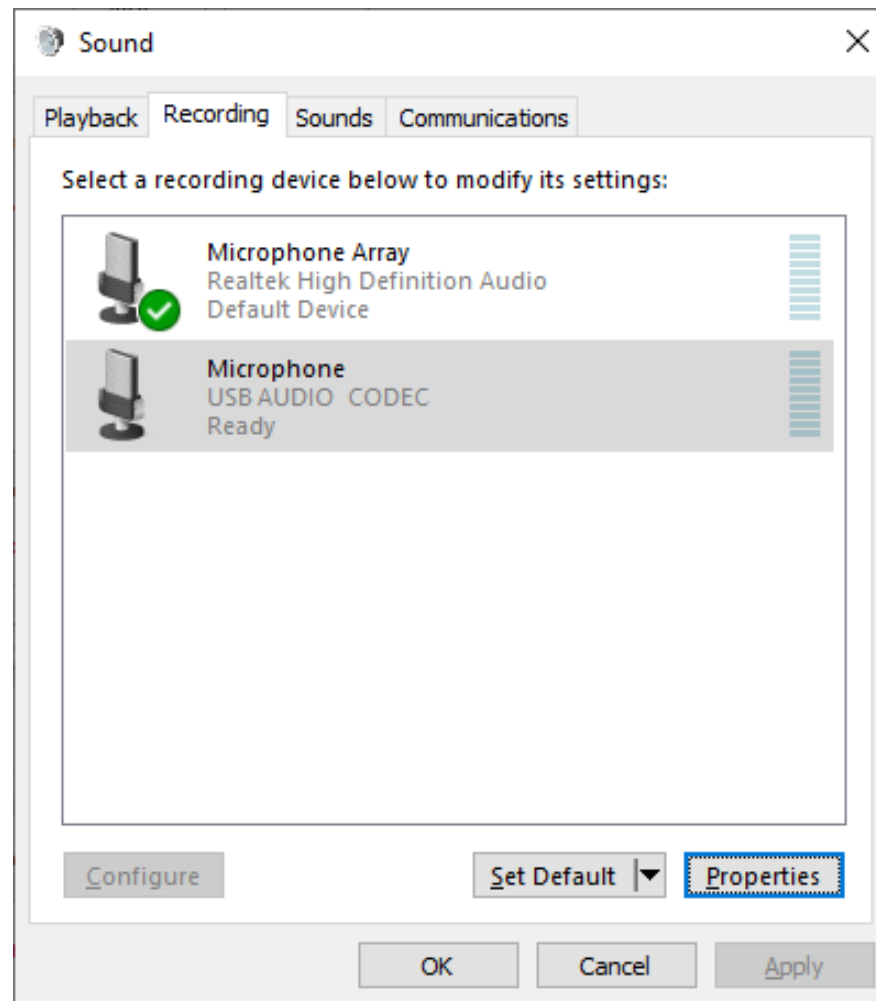 Sound
Playback Recording Sounds Communications
Select a recording device below to modify its settings:
Microphone Array
Realtek High Definition Audio
Default Device
Microphone
USB AUDIO  CODEC
Ready
Configure Set Default Properties
OK Cancel Apply